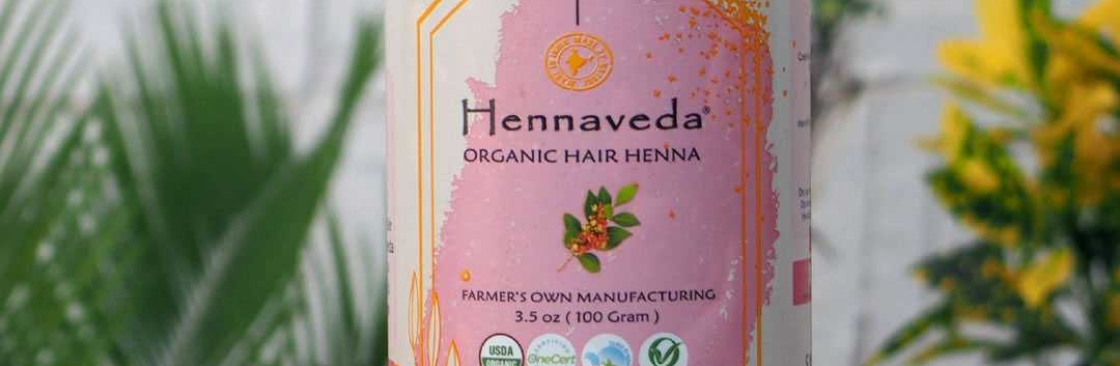 Hennaveda®
ORGANIC HAIR HENNA
FARMER'S OWN MANUFACTURING
3.5 oz ( 100 Gram )
USDA
ORGANIC
OneCert